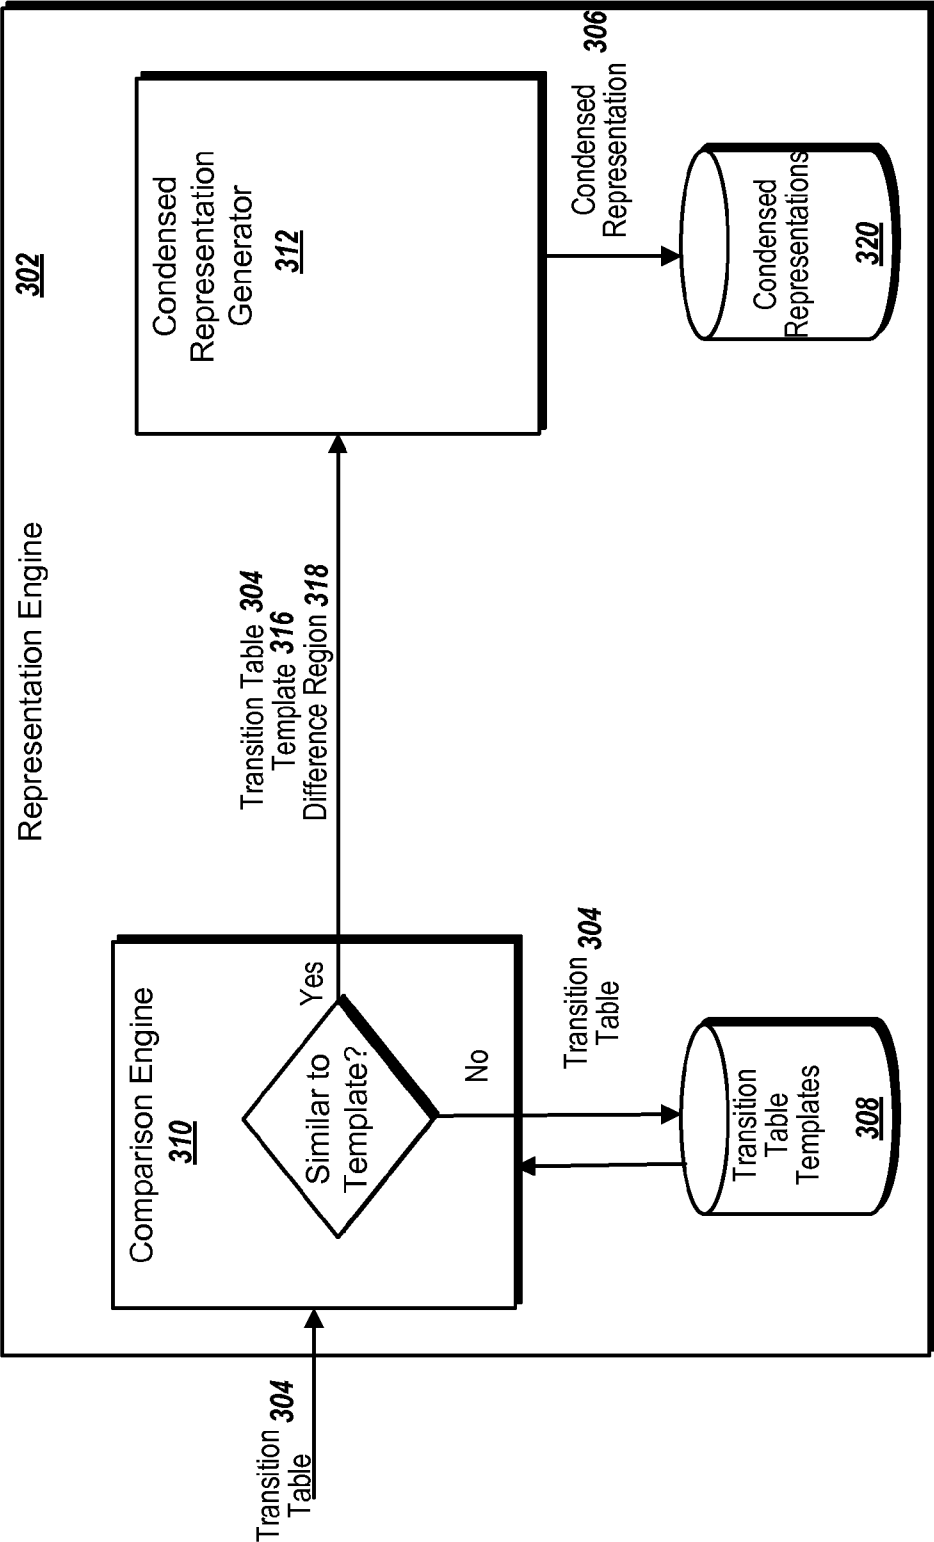 Representation Engine
302
Transition 304
Table
Comparison Engine
310
Similar to
Template?
Yes
No
Transition Table 304
Template 316
Difference Region 318
Condensed
Representation
Generator
312
Transition 304
Table
Condensed 306
Representation
Transition
Table
Templates
308
Condensed
Representations
320